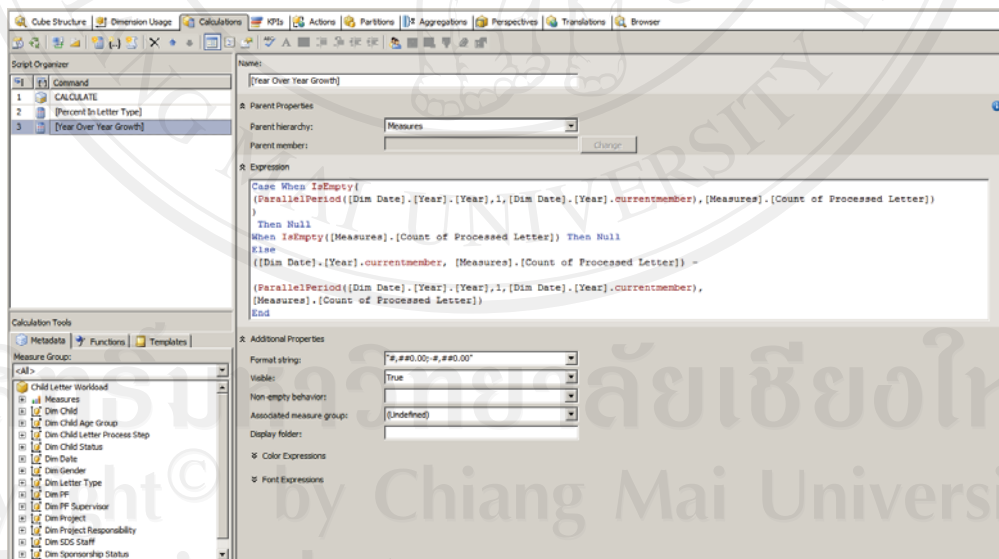 Cube Structure Dimension Usage Calculations KPIs Actions Partitions Aggregations Perspectives Translations Browser
Script Organizer
Command
1 CALCULATE
2 [Percent In Letter Type]
3 [Year Over Year Growth]
Name:
[Year Over Year Growth]
Parent Properties
Parent hierarchy: Measures
Parent member: Change
Expression
Case When IsEmpty(
(ParallelPeriod([Dim Date].[Year].[Year],1,[Dim Date].[Year].currentmember),[Measures].[Count of Processed Letter])
)
Then Null
When IsEmpty([Measures].[Count of Processed Letter]) Then Null
Else
([Dim Date].[Year].currentmember, [Measures].[Count of Processed Letter]) -
(ParallelPeriod([Dim Date].[Year].[Year],1,[Dim Date].[Year].currentmember),
[Measures].[Count of Processed Letter])
End
Additional Properties
Format string: "#,##0.00;-#,##0.00"
Visible: True
Non-empty behavior:
Associated measure group: (Undefined)
Display folder:
Color Expressions
Font Expressions
Calculation Tools
Metadata Functions Templates
Measure Group:
<All>
Child Letter Workload
Measures
Dim Child
Dim Child Age Group
Dim Child Letter Process Step
Dim Child Status
Dim Date
Dim Gender
Dim Letter Type
Dim PF
Dim PF Supervisor
Dim Project
Dim Project Responsibility
Dim SDS Staff
Dim Sponsorship Status
MAI UNIVERSITY
© by Chiang Mai Univers